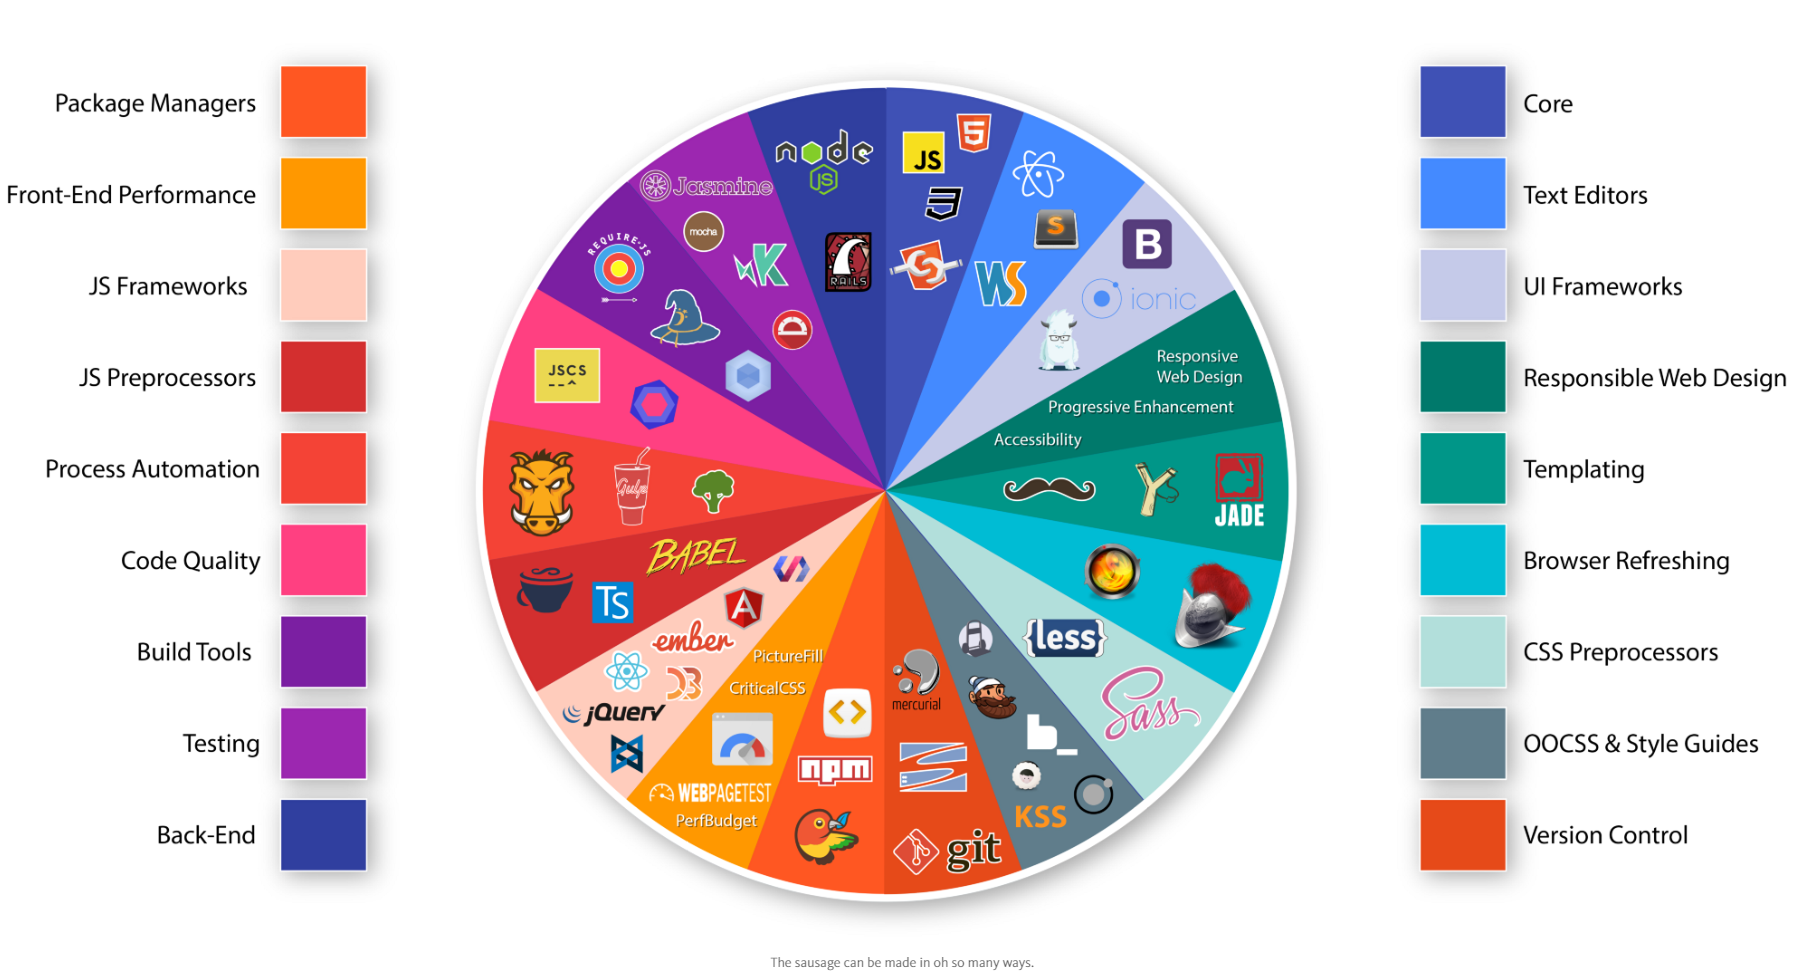 Package Managers
Front-End Performance
JS Frameworks
JS Preprocessors
Process Automation
Code Quality
Build Tools
Testing
Back-End
node
JS
RAILS
JS
5
3
S
S
WS
B
ionic
Responsive
Web Design
Progressive Enhancement
Accessibility
JADE
{less}
Sass
b_
KSS
mercurial
git
npm
PictureFill
CriticalCSS
WEBPAGETEST
PerfBudget
BABEL
TS
A
ember
D3
jQuery
Gulp
JSCS
--^
REQUIRE-JS
Jasmine
mocha
K
Core
Text Editors
UI Frameworks
Responsible Web Design
Templating
Browser Refreshing
CSS Preprocessors
OOCSS & Style Guides
Version Control
The sausage can be made in oh so many ways.